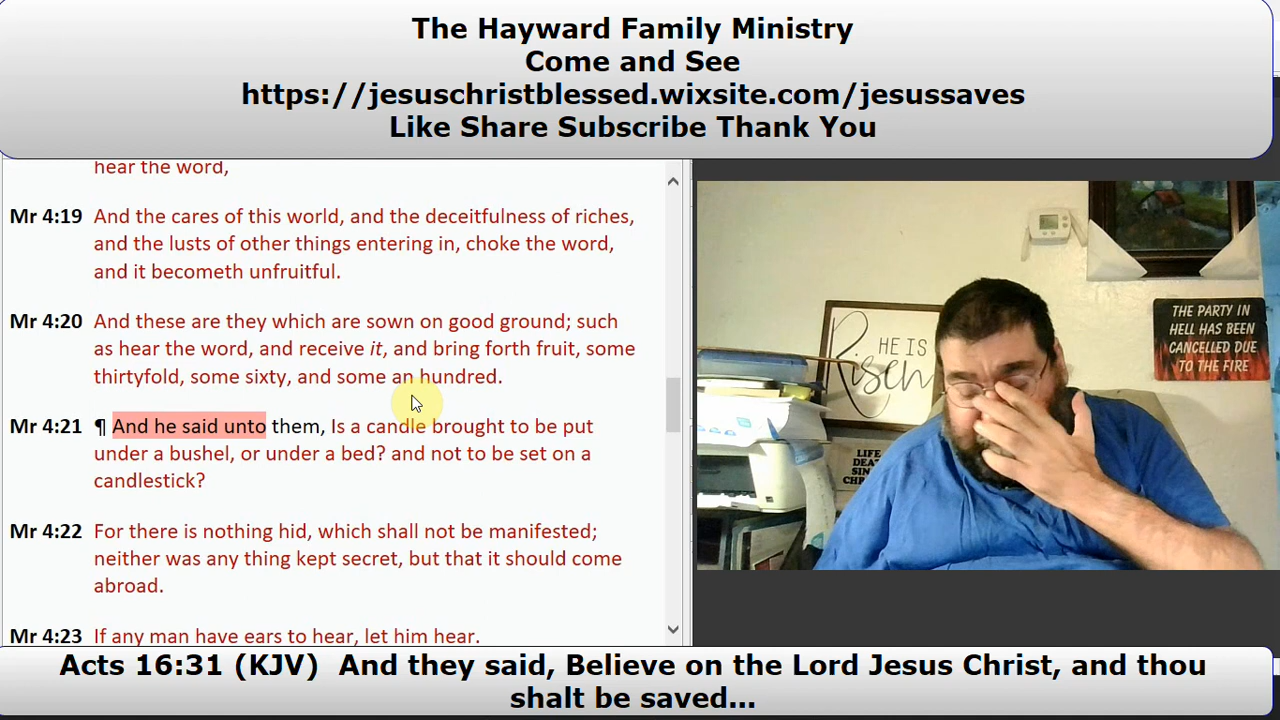 The Hayward Family Ministry
Come and See
https://jesuschristblessed.wixsite.com/jesussaves
Like Share Subscribe Thank You
hear the word,
Mr 4:19 And the cares of this world, and the deceitfulness of riches,
and the lusts of other things entering in, choke the word,
and it becometh unfruitful.
Mr 4:20 And these are they which are sown on good ground; such
as hear the word, and receive it, and bring forth fruit, some
thirtyfold, some sixty, and some an hundred.
Mr 4:21 ¶ And he said unto them, Is a candle brought to be put
under a bushel, or under a bed? and not to be set on a
candlestick?
Mr 4:22 For there is nothing hid, which shall not be manifested;
neither was any thing kept secret, but that it should come
abroad.
Mr 4:23 If any man have ears to hear, let him hear.
HE IS
Risen
THE PARTY IN
HELL HAS BEEN
CANCELLED DUE
TO THE FIRE
LIFE
Acts 16:31 (KJV)  And they said, Believe on the Lord Jesus Christ, and thou
shalt be saved...